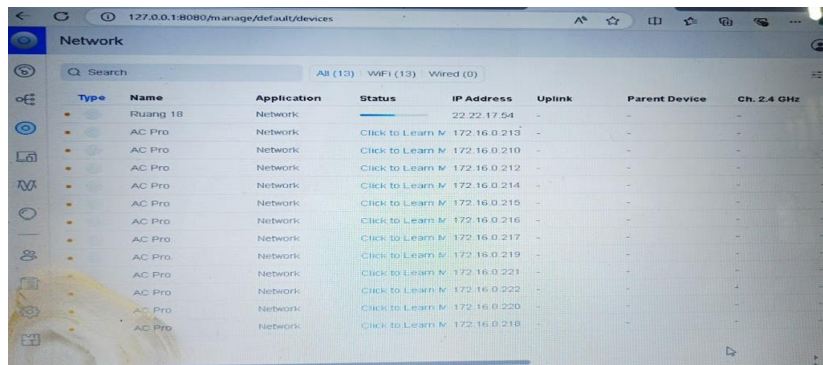 127.0.0.1:8080/manage/default/devices
Network
Search All (13) WiFi (13) Wired (0)
Type Name Application Status IP Address Uplink Parent Device Ch. 2.4 GHz
Ruang 18 Network 22.22.17.54 - - -
AC Pro Network Click to Learn M 172.16.0.213 - - -
AC Pro Network Click to Learn M 172.16.0.210 - - -
AC Pro Network Click to Learn M 172.16.0.212 - - -
AC Pro Network Click to Learn M 172.16.0.214 - - -
AC Pro Network Click to Learn M 172.16.0.215 - - -
AC Pro Network Click to Learn M 172.16.0.216 - - -
AC Pro Network Click to Learn M 172.16.0.217 - - -
AC Pro Network Click to Learn M 172.16.0.219 - - -
AC Pro Network Click to Learn M 172.16.0.221 - - -
AC Pro Network Click to Learn M 172.16.0.222 - - -
AC Pro Network Click to Learn M 172.16.0.220 - - -
AC Pro Network Click to Learn M 172.16.0.218 - - -